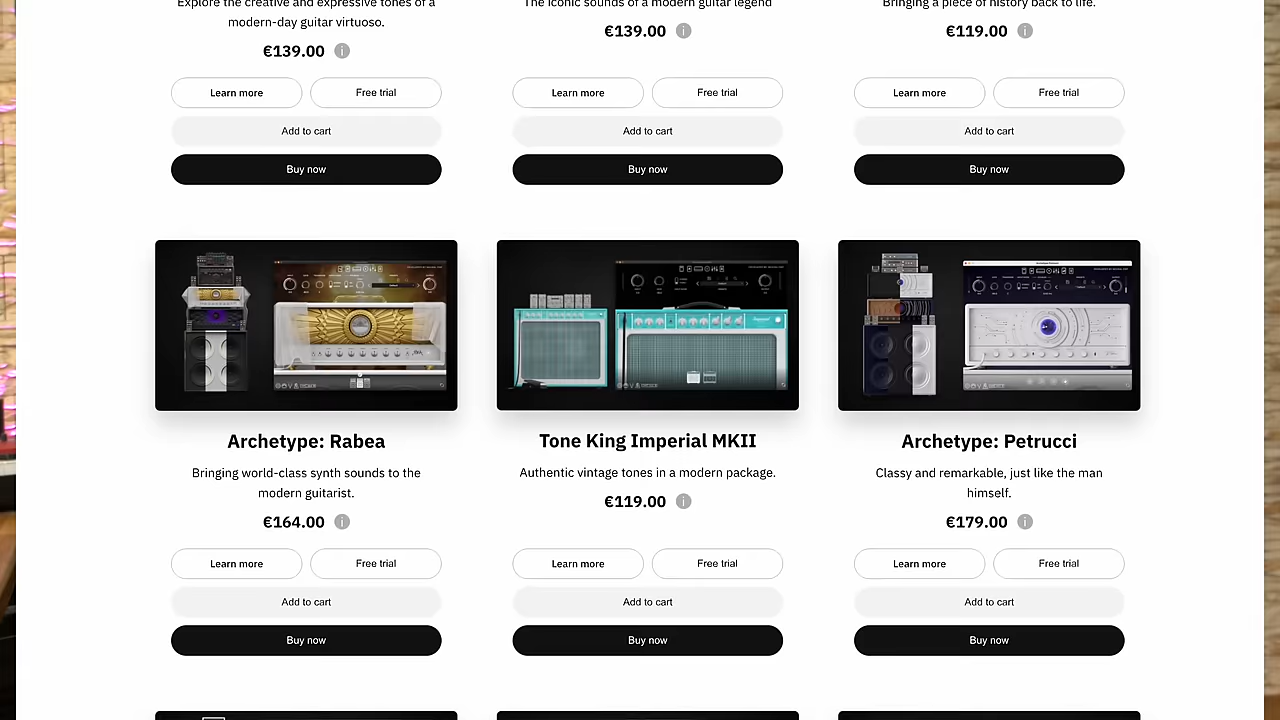 Explore the creative and expressive tones of a
modern-day guitar virtuoso.
€139.00
Learn more
Free trial
Add to cart
Buy now
The iconic sounds of a modern guitar legend
€139.00
Learn more
Free trial
Add to cart
Buy now
Bringing a piece of history back to life.
€119.00
Learn more
Free trial
Add to cart
Buy now
Archetype: Rabea
Bringing world-class synth sounds to the
modern guitarist.
€164.00
Learn more
Free trial
Add to cart
Buy now
Tone King Imperial MKII
Authentic vintage tones in a modern package.
€119.00
Learn more
Free trial
Add to cart
Buy now
Archetype: Petrucci
Classy and remarkable, just like the man
himself.
€179.00
Learn more
Free trial
Add to cart
Buy now